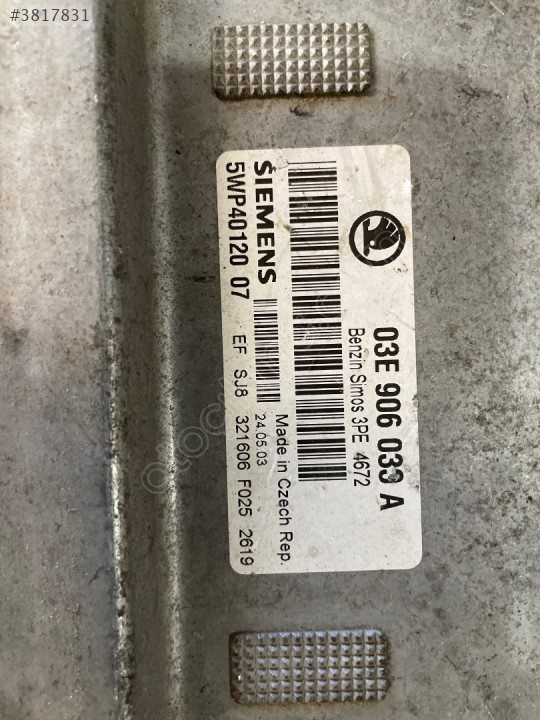 #3817831
03E 906 033 A
Benzin Simos 3PE 4672
Made in Czech Rep.
SIEMENS
24.05.03
5WP40120 07
EF SJ8 321606 F025 2619